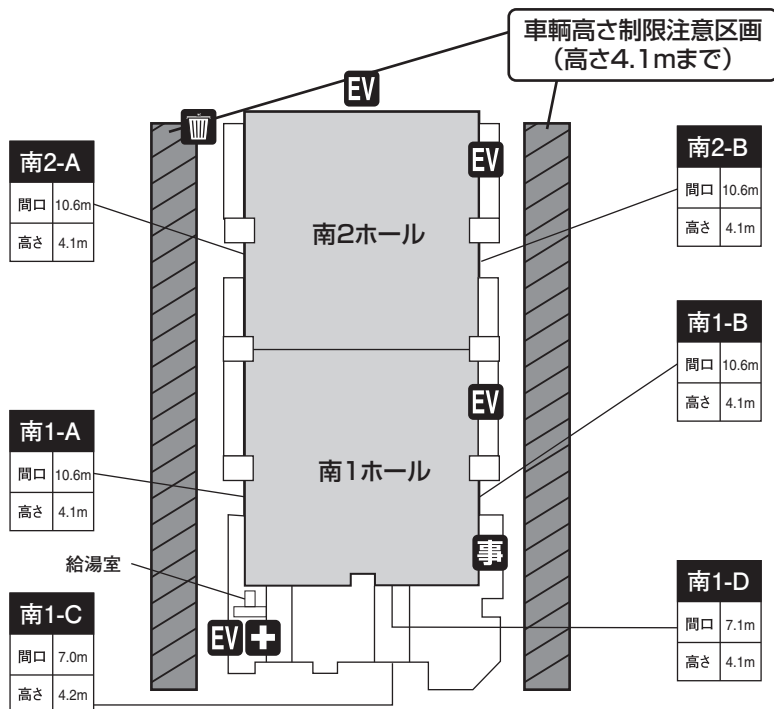 車輌高さ制限注意区画
（高さ4.1mまで）
EV
南2-A
間口 10.6m
高さ 4.1m
EV
南2-B
間口 10.6m
高さ 4.1m
南2ホール
南1-B
間口 10.6m
高さ 4.1m
EV
南1-A
間口 10.6m
高さ 4.1m
南1ホール
事
給湯室
南1-C
間口 7.0m
高さ 4.2m
EV
南1-D
間口 7.1m
高さ 4.1m